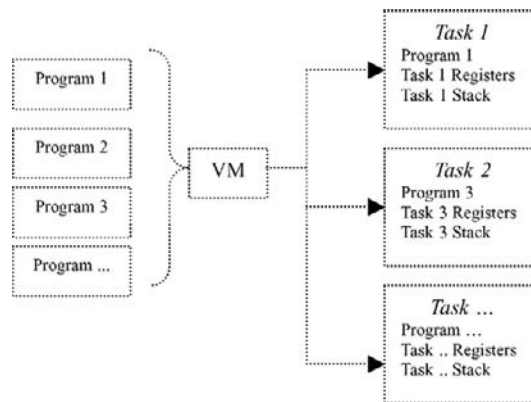 Program 1
Program 2
Program 3
Program ...
VM
Task 1
Program 1
Task 1 Registers
Task 1 Stack
Task 2
Program 3
Task 3 Registers
Task 3 Stack
Task ...
Program ...
Task .. Registers
Task .. Stack